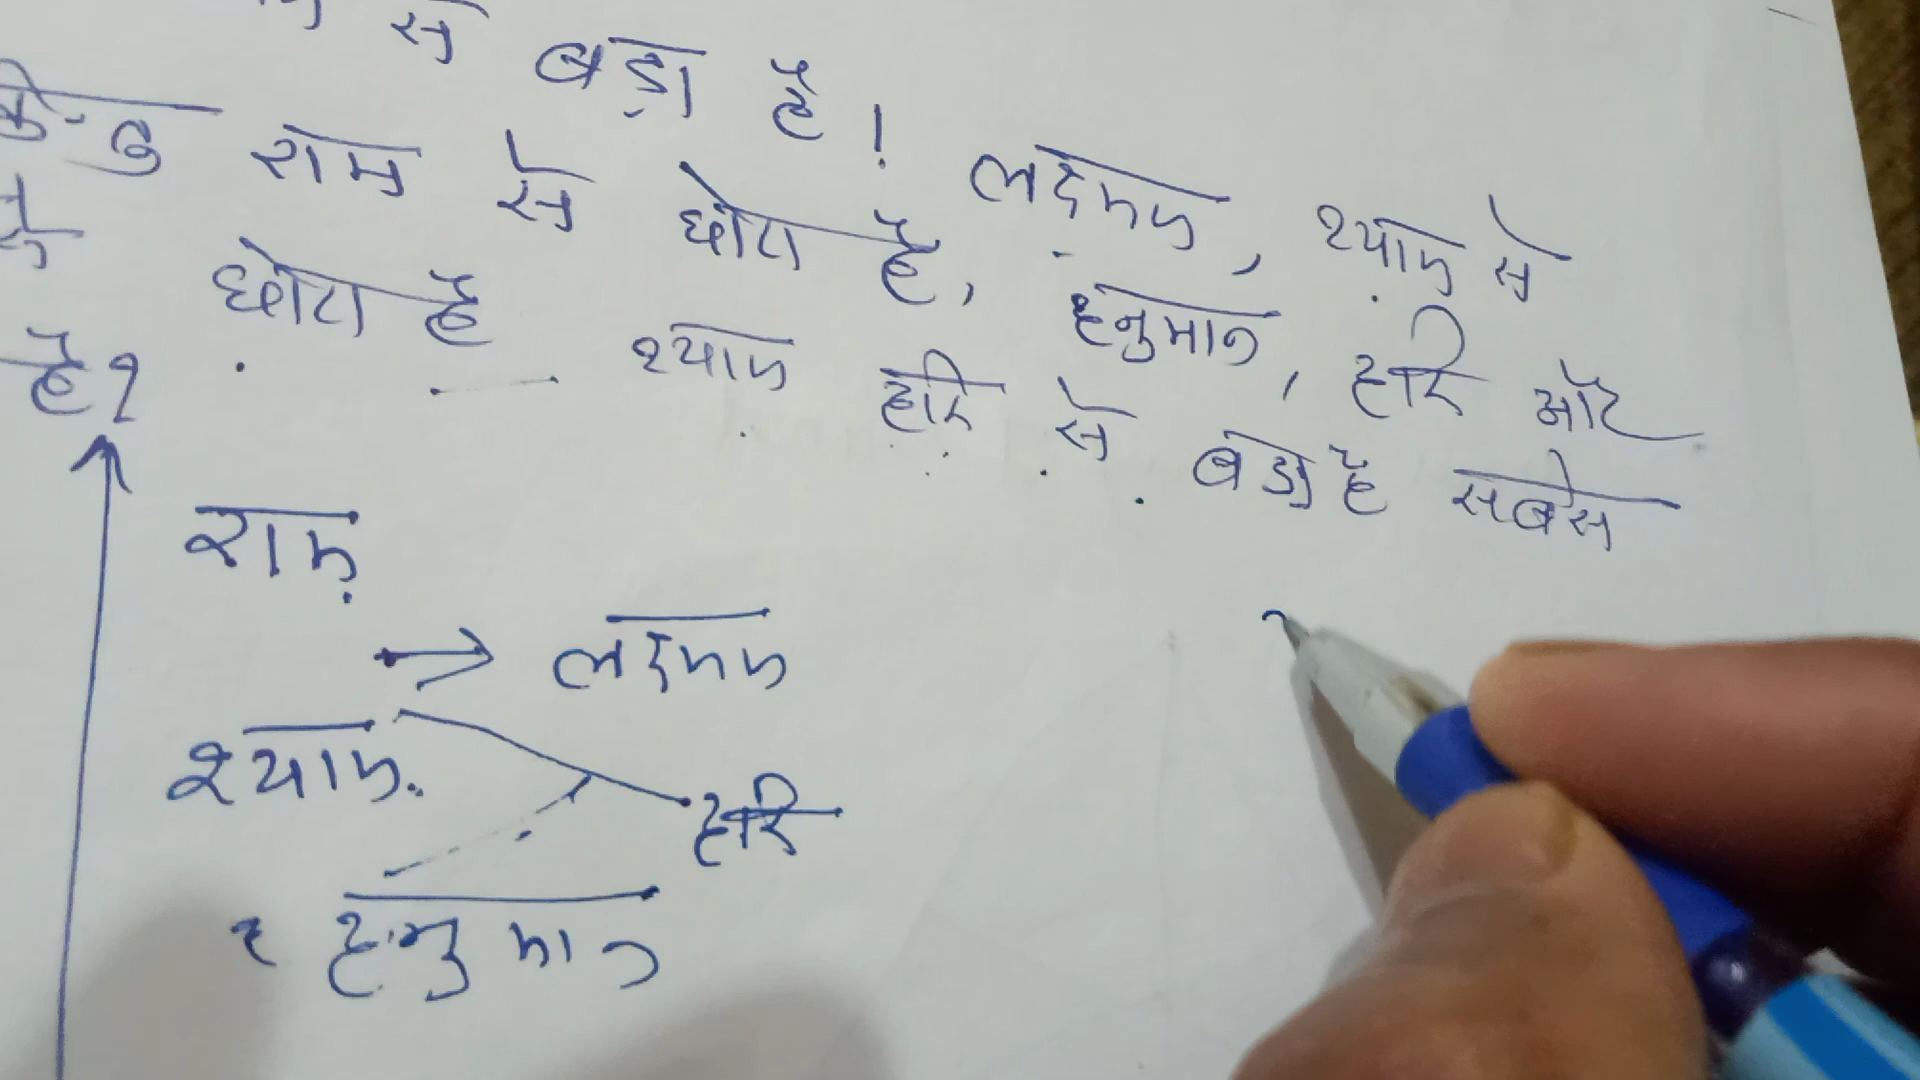 से बड़ा है।
राम से छोटा है, लक्ष्मण, श्याम से
छोटा है श्याम हरि से बड़ा है, हनुमान, हरि और
है? सबसे
राम
लक्ष्मण
श्याम
हरि
हनुमान